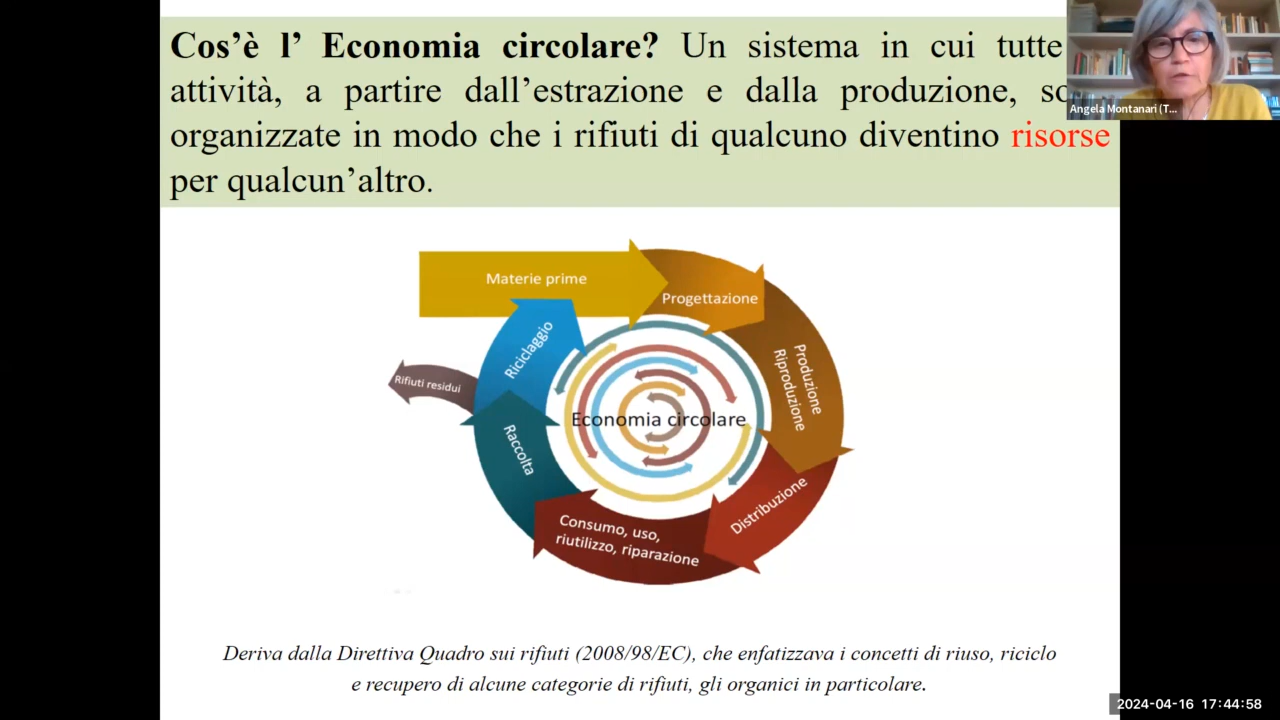 Cos’è l’ Economia circolare? Un sistema in cui tutte
attività, a partire dall’estrazione e dalla produzione,
organizzate in modo che i rifiuti di qualcuno diventino risorse
per qualcun’altro.
Materie prime
Progettazione
Produzione
Riproduzione
Distribuzione
Consumo, uso,
riutilizzo, riparazione
Raccolta
Riciclaggio
Rifiuti residui
Economia circolare
Deriva dalla Direttiva Quadro sui rifiuti (2008/98/EC), che enfatizzava i concetti di riuso, riciclo
e recupero di alcune categorie di rifiuti, gli organici in particolare.
Angela Montanari (T...
2024-04-16 17:44:58